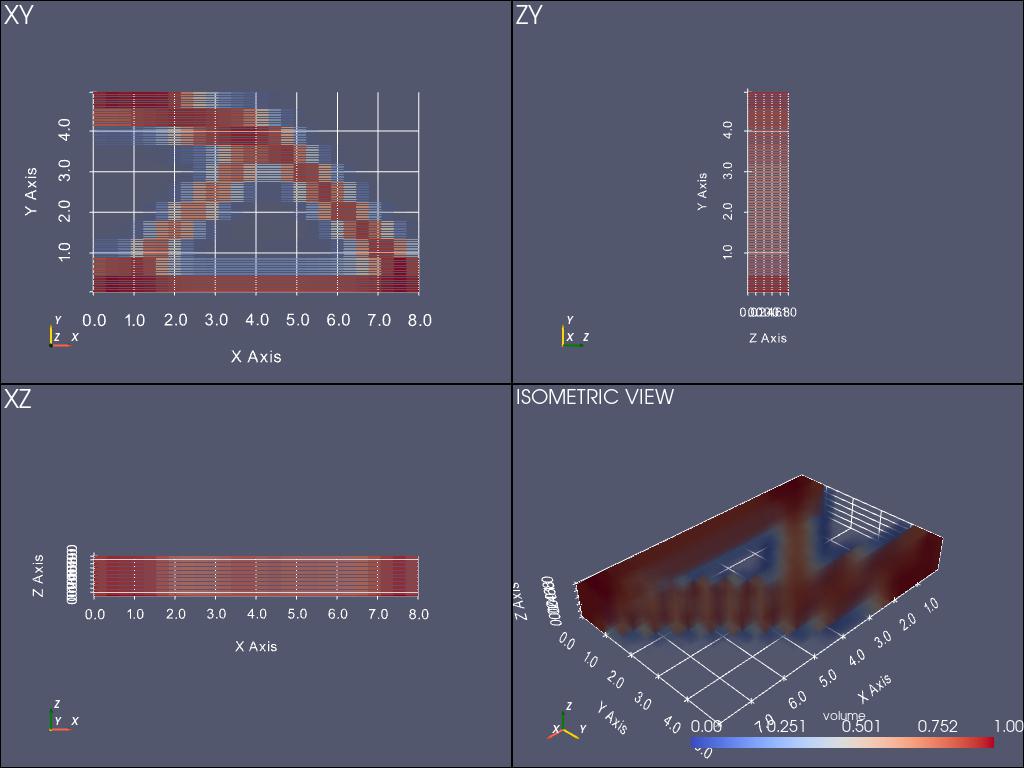 XY
4.0
3.0
2.0
1.0
Y Axis
0.0 1.0 2.0 3.0 4.0 5.0 6.0 7.0 8.0
X Axis
Y
Z X
ZY
4.0
3.0
2.0
1.0
Y Axis
Z Axis
Y
X Z
XZ
Z Axis
0.0 1.0 2.0 3.0 4.0 5.0 6.0 7.0 8.0
X Axis
Z
Y X
ISOMETRIC VIEW
Z Axis
0.0 1.0 2.0 3.0 4.0
Y Axis
1.0 2.0 3.0 4.0 5.0 6.0 7.0
X Axis
Z
X Y
volume
0.00 0.251 0.501 0.752 1.00